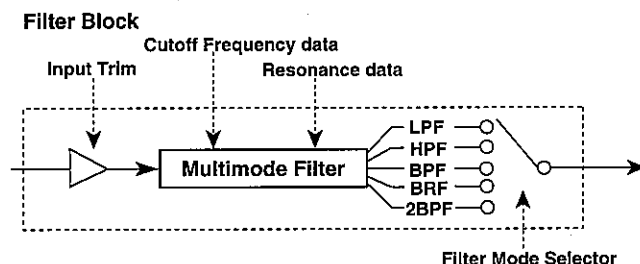 Filter Block
Cutoff Frequency data
Input Trim
Resonance data
LPF
HPF
Multimode Filter
BPF
BRF
2BPF
Filter Mode Selector